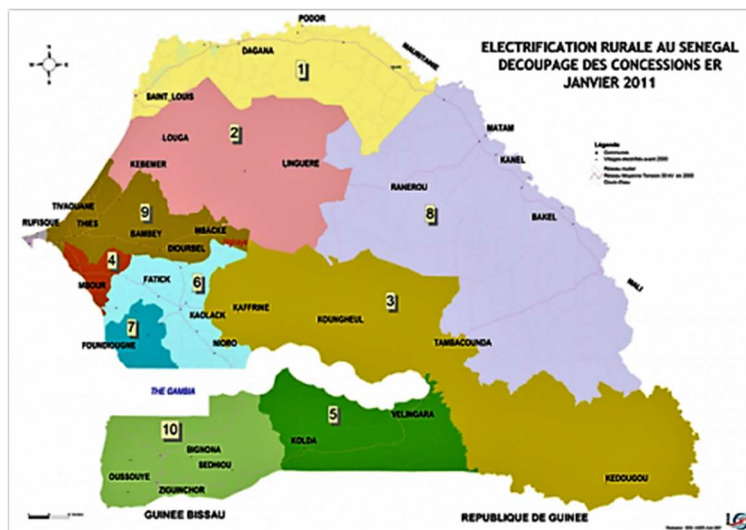 PODOR
DAGANA
MAURITANIE
ELECTRIFICATION RURALE AU SENEGAL
DECOUPAGE DES CONCESSIONS ER
JANVIER 2011
1
SAINT_LOUIS
2
LOUGA
KEBEMER
LINGUERE
MATAM
KANEL
Légende
Communes
RANEROU
8
BAKEL
TIVAOUANE
RUFISQUE
THIES
9
BAMBEY
MBACKE
DIOURBEL
4
MBOUR
FATICK
6
MALI
KAFFRINE
3
KAOLACK
KOUNGHEUL
7
FOUNDIOUGNE
NIORO
TAMBACOUNDA
THE GAMBIA
5
VELINGARA
10
KOLDA
BIGNONA
SEDHIOU
OUSSOUYE
ZIGUINCHOR
KEDOUGOU
GUINEE BISSAU
REPUBLIQUE DE GUINEE